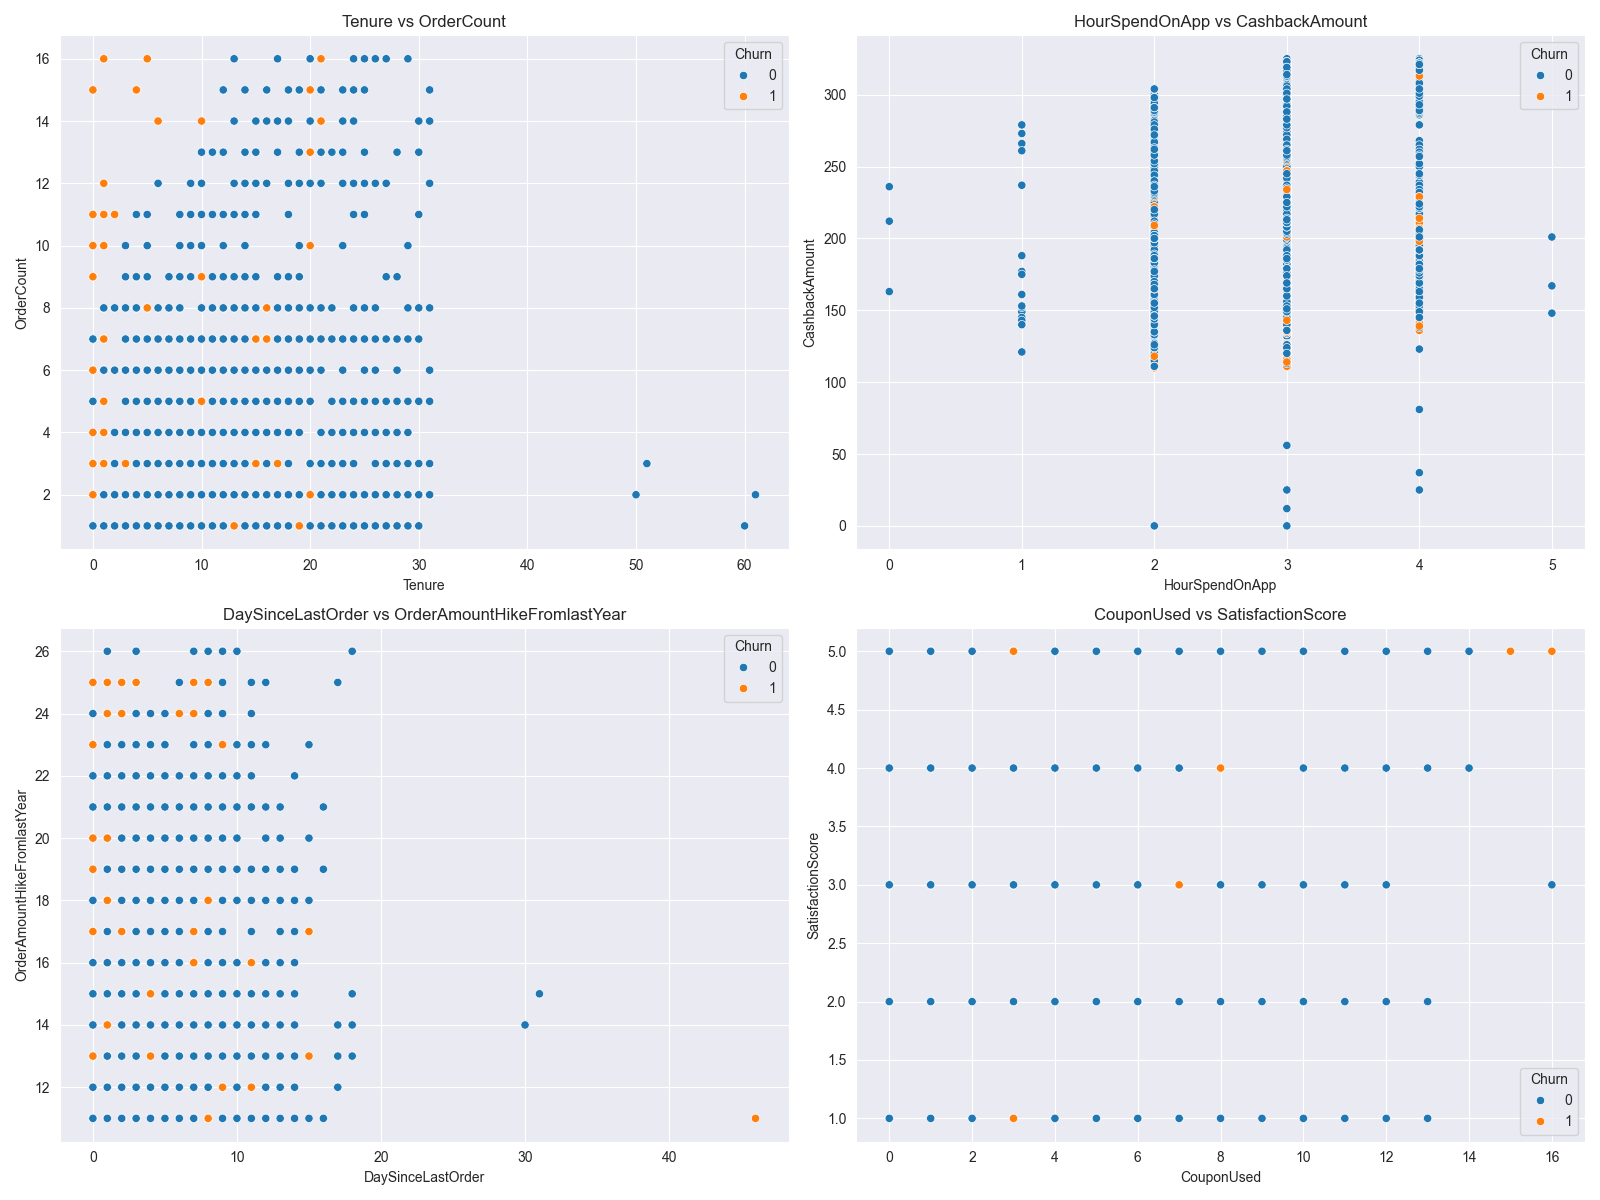 Tenure vs OrderCount
Churn
0
1
16
14
12
10
8
6
4
2
OrderCount
0 10 20 30 40 50 60
Tenure
HourSpendOnApp vs CashbackAmount
Churn
0
1
300
250
200
150
100
50
0
CashbackAmount
0 1 2 3 4 5
HourSpendOnApp
DaySinceLastOrder vs OrderAmountHikeFromlastYear
Churn
0
1
26
24
22
20
18
16
14
12
OrderAmountHikeFromlastYear
0 10 20 30 40
DaySinceLastOrder
CouponUsed vs SatisfactionScore
5.0
4.5
4.0
3.5
3.0
2.5
2.0
1.5
1.0
SatisfactionScore
Churn
0
1
0 2 4 6 8 10 12 14 16
CouponUsed